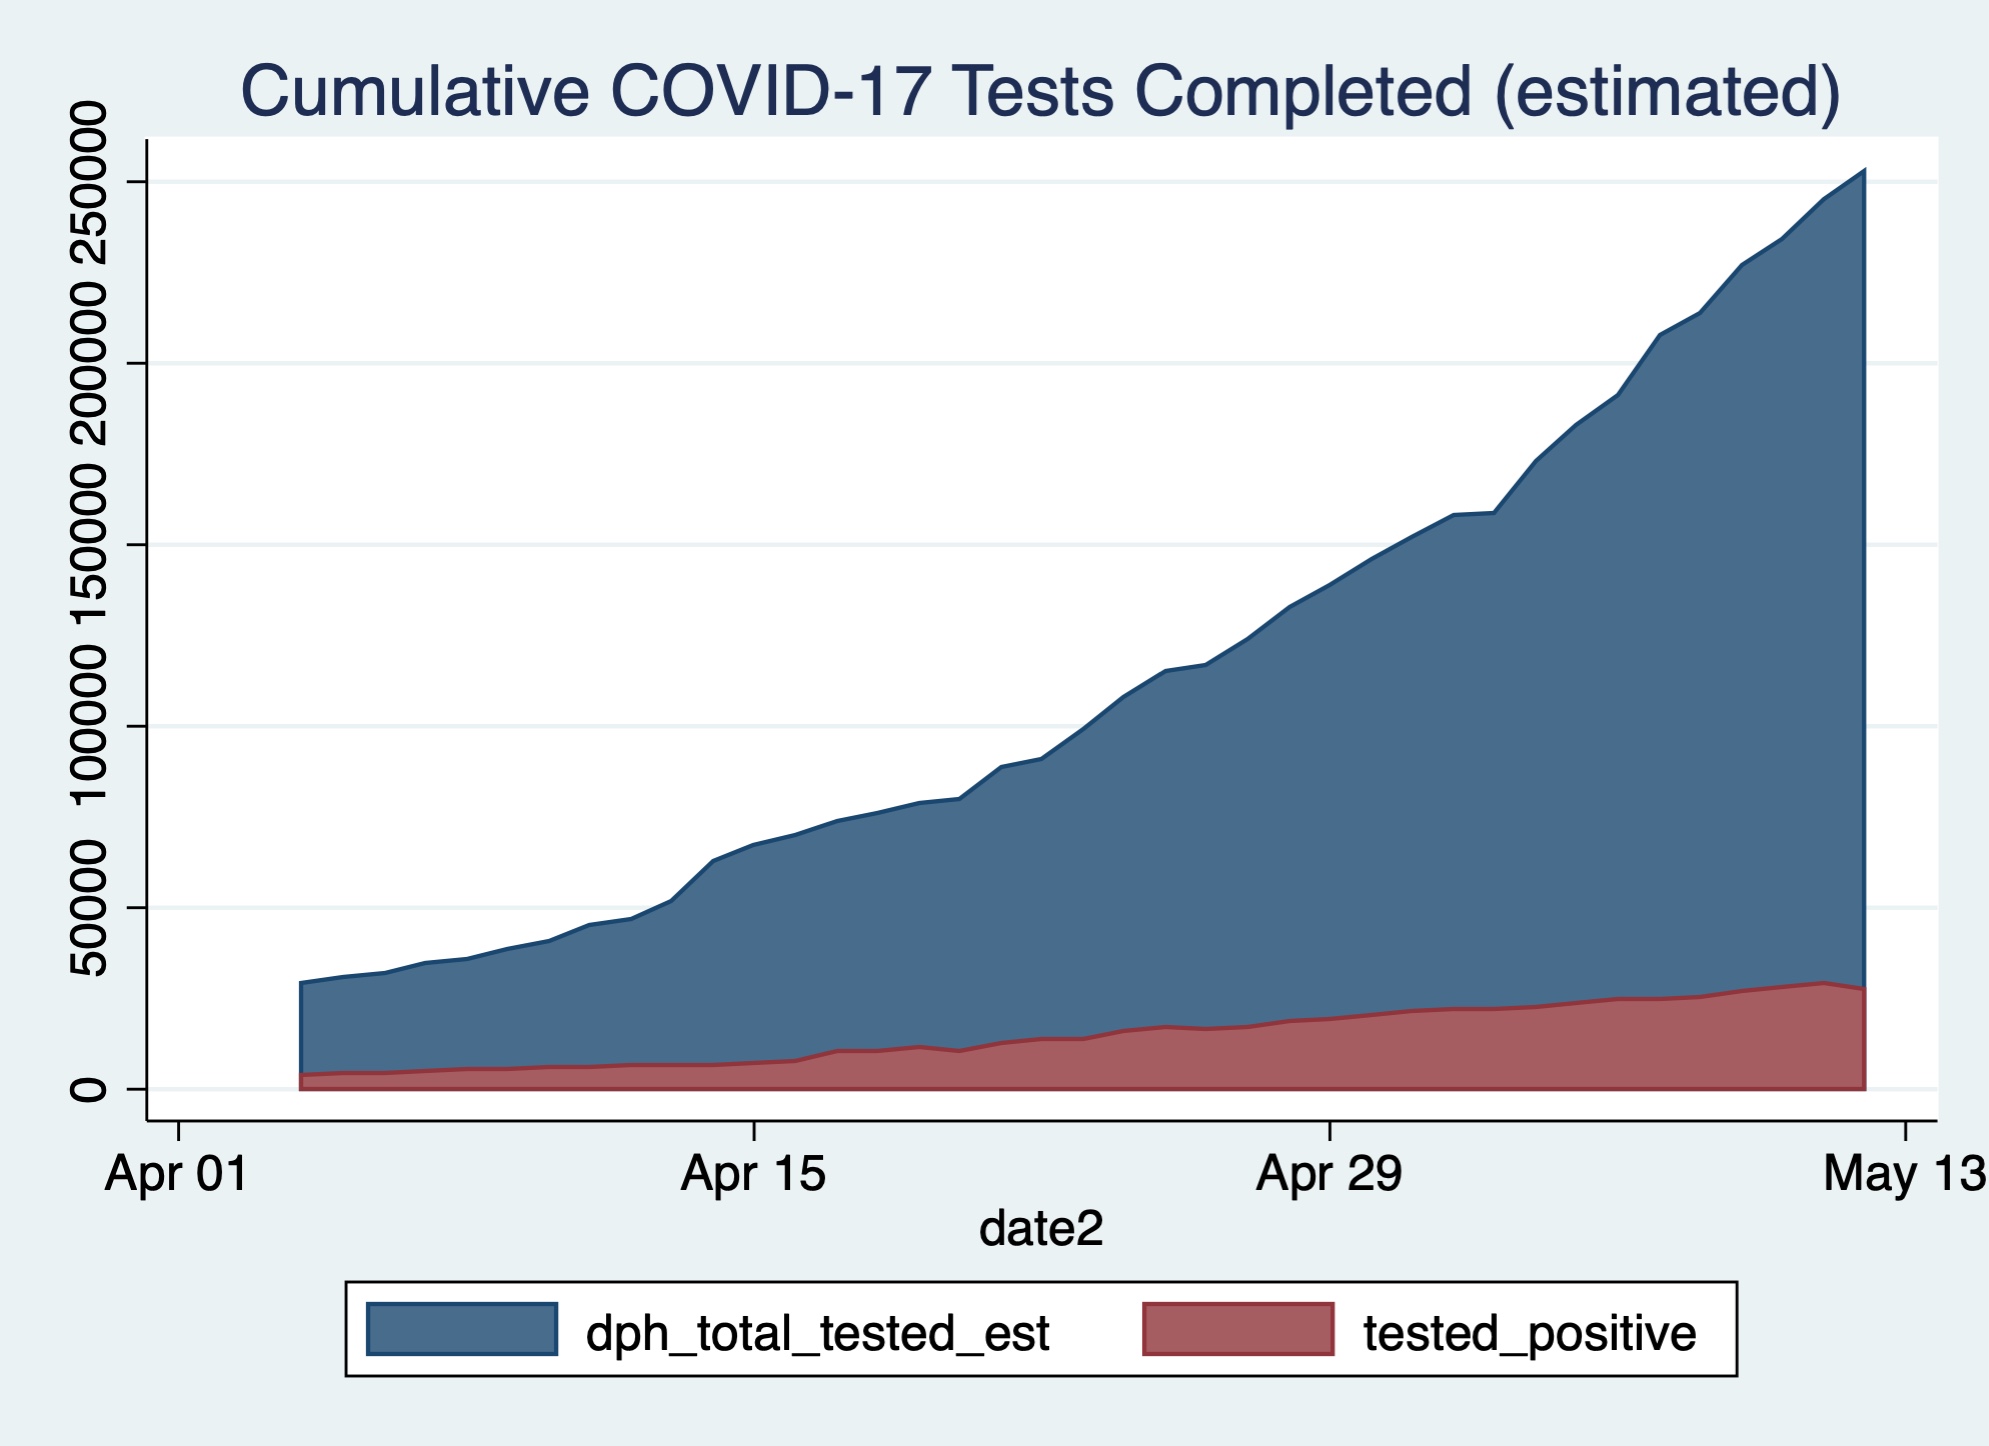 Cumulative COVID-17 Tests Completed (estimated)
250000
200000
150000
100000
50000
0
Apr 01 Apr 15 Apr 29 May 13
date2
dph_total_tested_est tested_positive